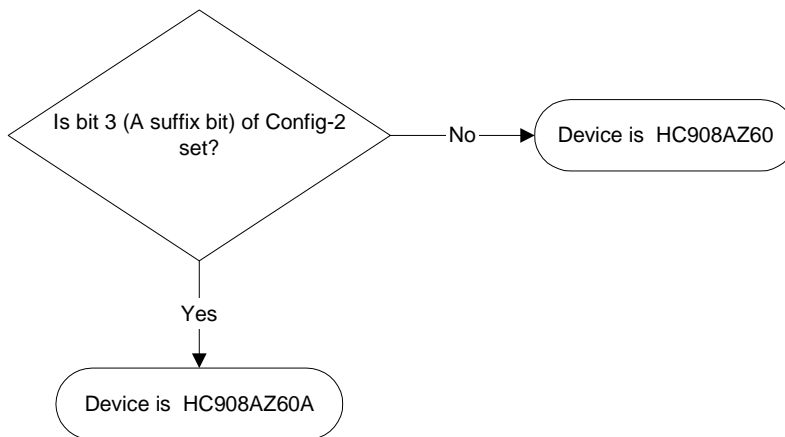 Is bit 3 (A suffix bit) of Config-2
set?
No
Device is HC908AZ60
Yes
Device is HC908AZ60A